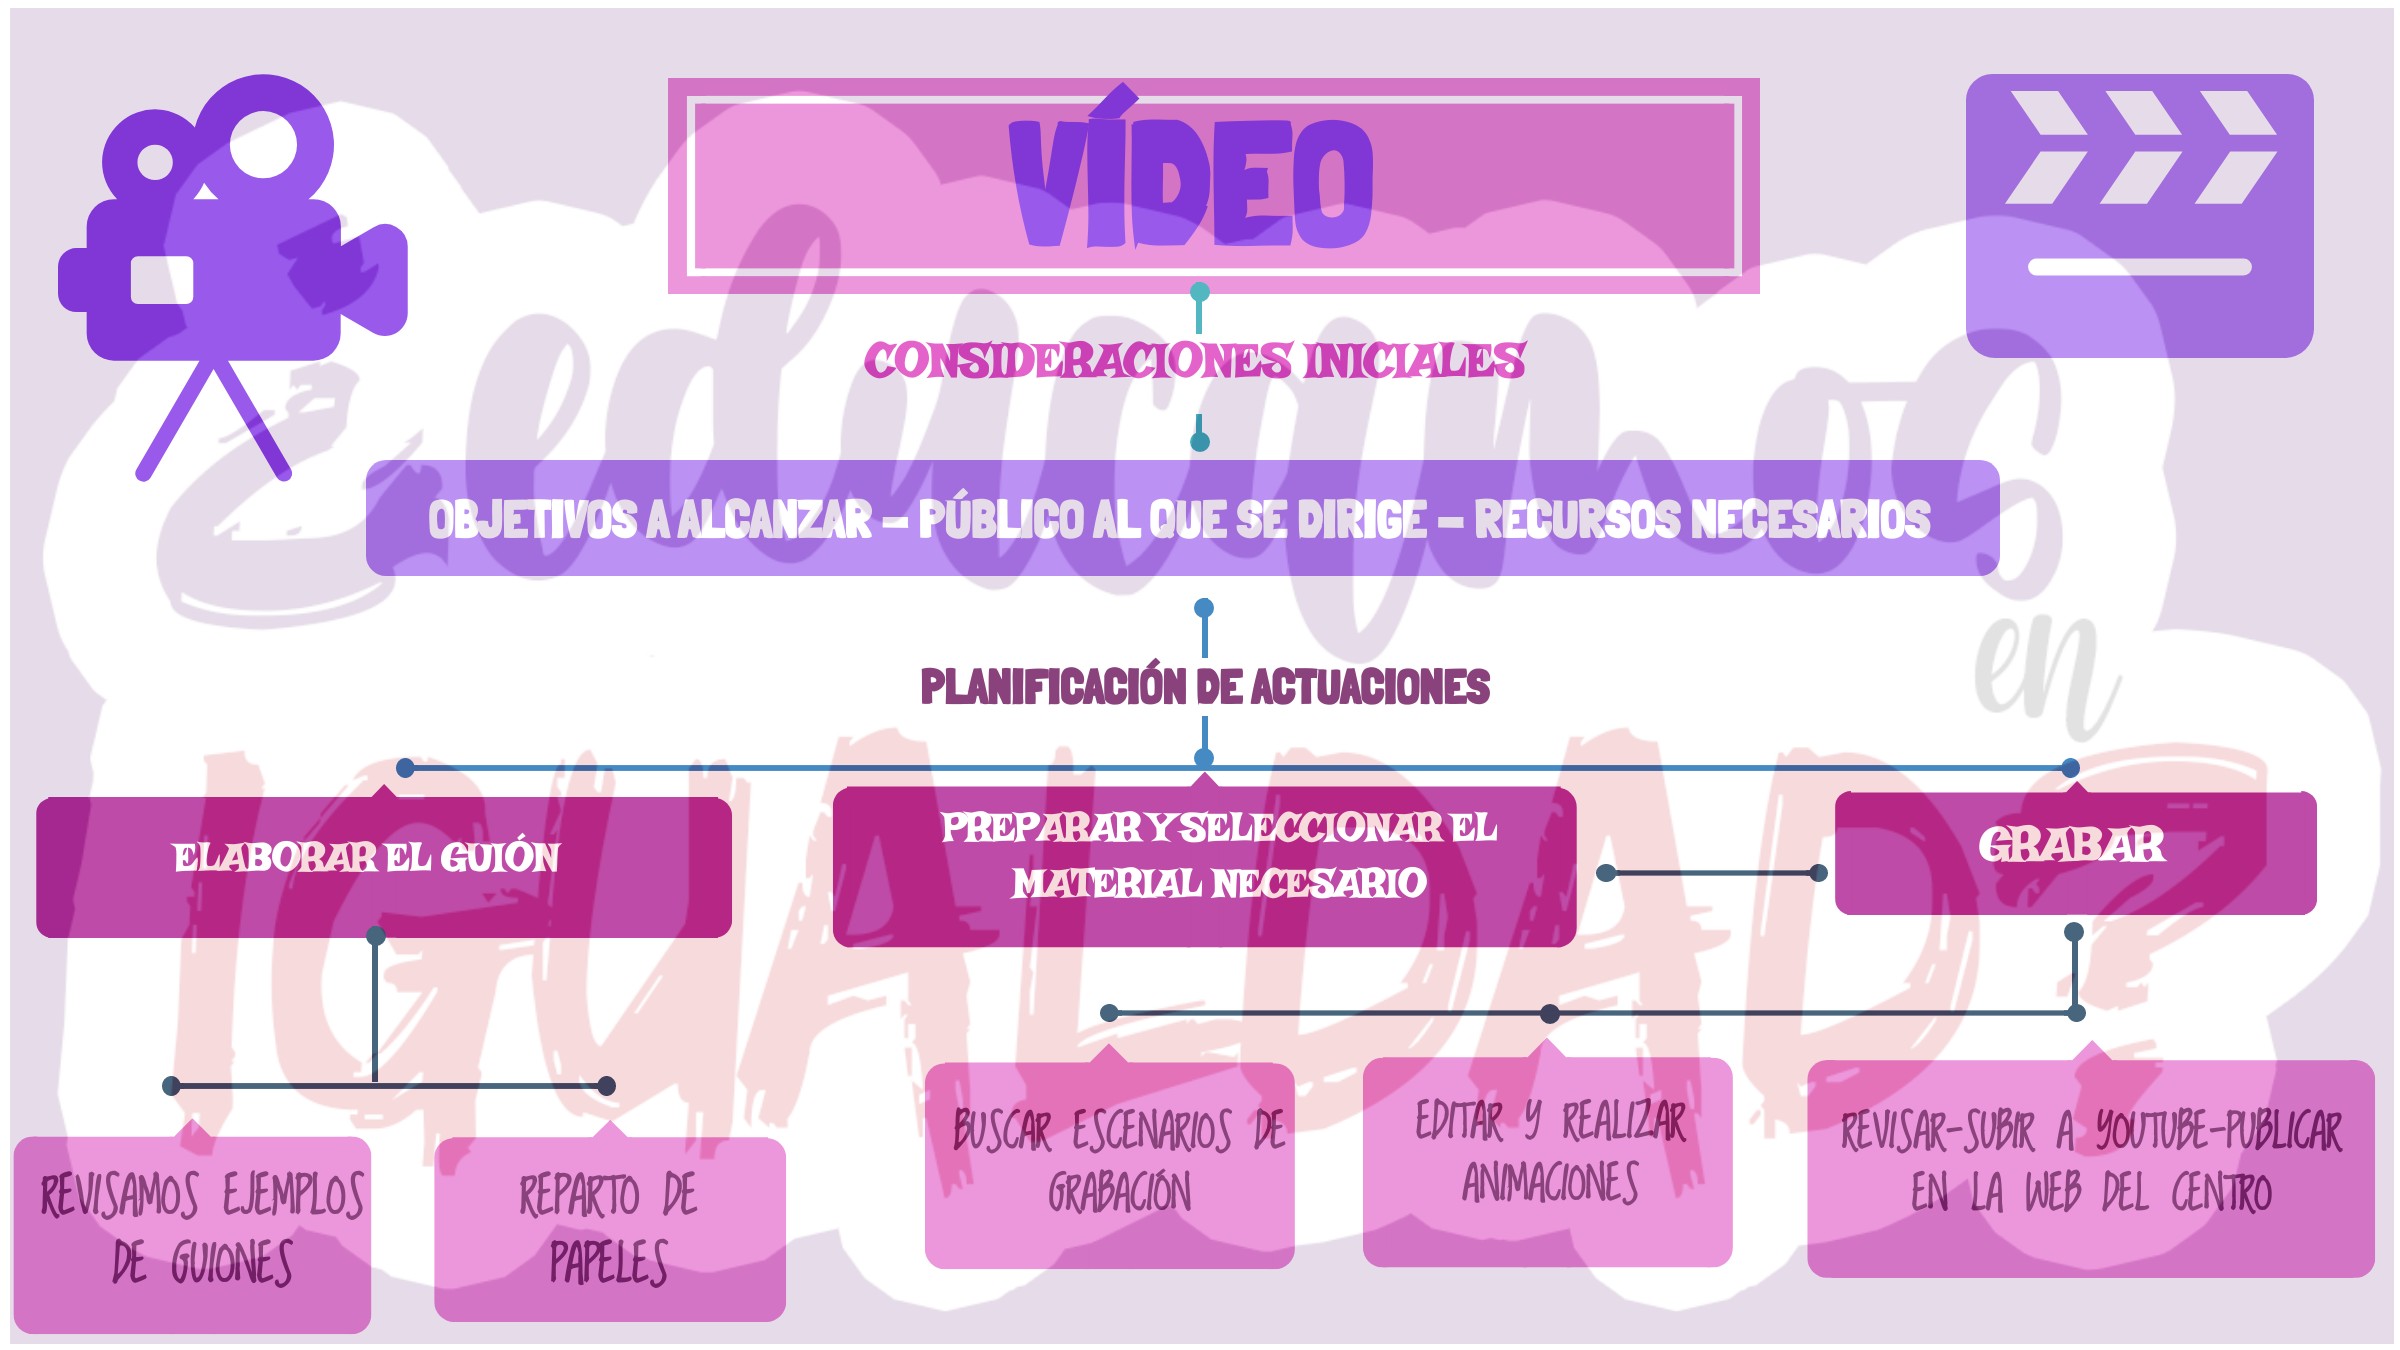 VÍDEO
CONSIDERACIONES INICIALES
OBJETIVOS A ALCANZAR – PÚBLICO AL QUE SE DIRIGE – RECURSOS NECESARIOS
PLANIFICACIÓN DE ACTUACIONES
ELABORAR EL GUIÓN
PREPARAR Y SELECCIONAR EL
MATERIAL NECESARIO
GRABAR
REVISAMOS EJEMPLOS
DE GUIONES
REPARTO DE
PAPELES
BUSCAR ESCENARIOS DE
GRABACIÓN
EDITAR Y REALIZAR
ANIMACIONES
REVISAR-SUBIR A YOUTUBE-PUBLICAR
EN LA WEB DEL CENTRO
¿educamos
en
IGUALDAD?